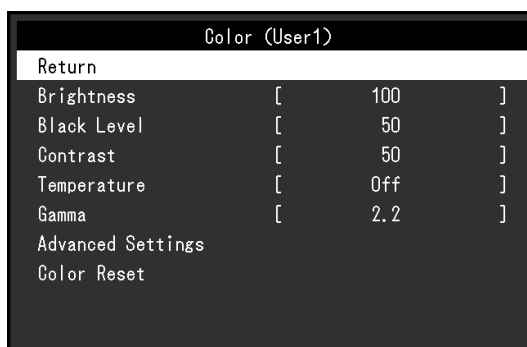 Color (User1)
Return
Brightness [ 100 ]
Black Level [ 50 ]
Contrast [ 50 ]
Temperature [ Off ]
Gamma [ 2.2 ]
Advanced Settings
Color Reset